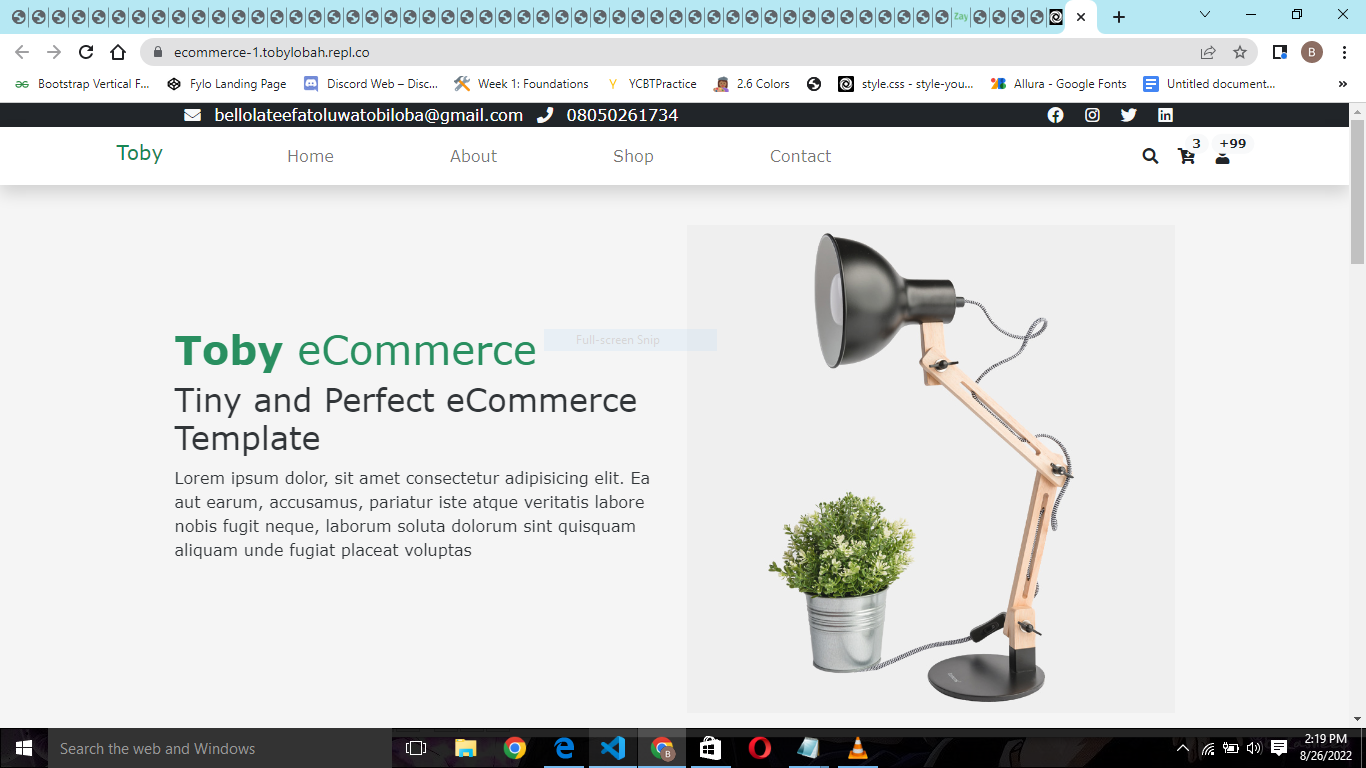 Zay
ecommerce-1.tobylobah.repl.co
B
Bootstrap Vertical F...
Fylo Landing Page
Discord Web – Disc...
Week 1: Foundations
YCBTPractice
2.6 Colors
style.css - style-you...
Allura - Google Fonts
Untitled document...
bellolateefatoluwatobiloba@gmail.com 08050261734
Toby
Home
About
Shop
Contact
3
+99
Toby eCommerce
Full-screen Snip
Tiny and Perfect eCommerce
Template
Lorem ipsum dolor, sit amet consectetur adipisicing elit. Ea
aut earum, accusamus, pariatur iste atque veritatis labore
nobis fugit neque, laborum soluta dolorum sint quisquam
aliquam unde fugiat placeat voluptas
Search the web and Windows
2:19 PM
8/26/2022